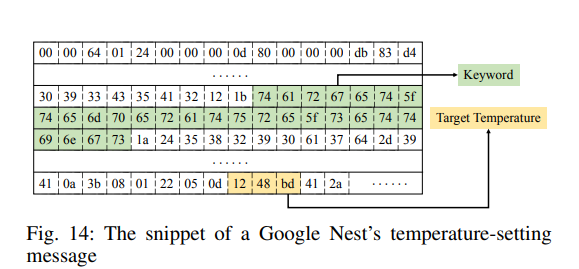 00 00 64 01 24 00 00 00 0d 80 00 00 00 db 83 d4
......
30 39 33 43 35 41 32 12 1b 74 61 72 67 65 74 5f
74 65 6d 70 65 72 61 74 75 72 65 5f 73 65 74 74
69 6e 67 73 1a 24 35 38 32 39 30 61 37 64 2d 39
......
41 0a 3b 08 01 22 05 0d 12 48 bd 41 2a ......
Keyword
Target Temperature
Fig. 14: The snippet of a Google Nest's temperature-setting
message